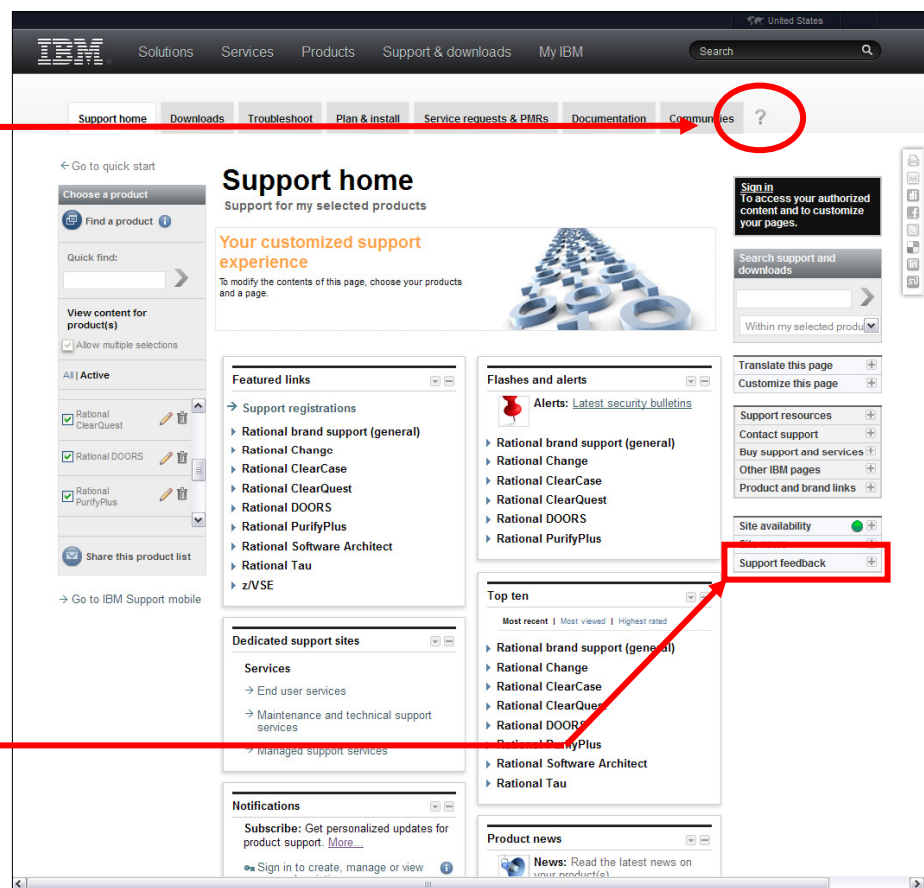 United States
IBM
Solutions Services Products Support & downloads My IBM Search
Support home Downloads Troubleshoot Plan & install Service requests & PMRs Documentation Communities ?
Go to quick start
Choose a product
Find a product
Quick find:
View content for
product(s)
Allow multiple selections
All | Active
Rational
ClearQuest
Rational DOORS
Rational
PurifyPlus
Share this product list
Go to IBM Support mobile
Support home
Support for my selected products
Your customized support
experience
To modify the contents of this page, choose your products
and a page.
Featured links
Support registrations
Rational brand support (general)
Rational Change
Rational ClearCase
Rational ClearQuest
Rational DOORS
Rational PurifyPlus
Rational Software Architect
Rational Tau
z/VSE
Dedicated support sites
Services
End user services
Maintenance and technical support
services
Managed support services
Notifications
Subscribe: Get personalized updates for
product support. More...
Sign in to create, manage or view
Flashes and alerts
Alerts: Latest security bulletins
Rational brand support (general)
Rational Change
Rational ClearCase
Rational ClearQuest
Rational DOORS
Rational PurifyPlus
Top ten
Most recent | Most viewed | Highest rated
Rational brand support (general)
Rational Change
Rational ClearCase
Rational ClearQuest
Rational DOORS
Rational PurifyPlus
Rational Software Architect
Rational Tau
Product news
News: Read the latest news on
your product(s)
Sign in
To access your authorized
content and to customize
your pages.
Search support and
downloads
Within my selected produ
Translate this page
Customize this page
Support resources
Contact support
Buy support and services
Other IBM pages
Product and brand links
Site availability
Site news
Support feedback